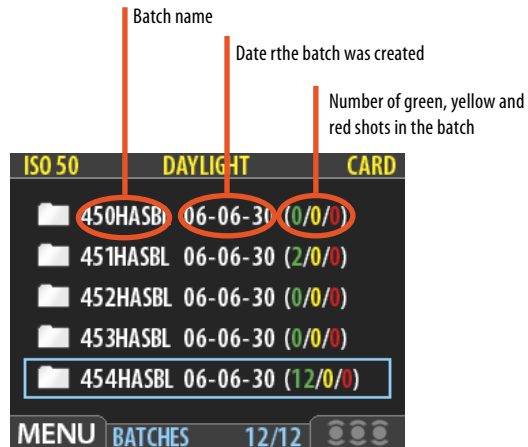 Batch name
Date rthe batch was created
Number of green, yellow and
red shots in the batch
ISO 50 DAYLIGHT CARD
450HASBL 06-06-30 (0/0/0)
451HASBL 06-06-30 (2/0/0)
452HASBL 06-06-30 (0/0/0)
453HASBL 06-06-30 (0/0/0)
454HASBL 06-06-30 (12/0/0)
MENU BATCHES 12/12